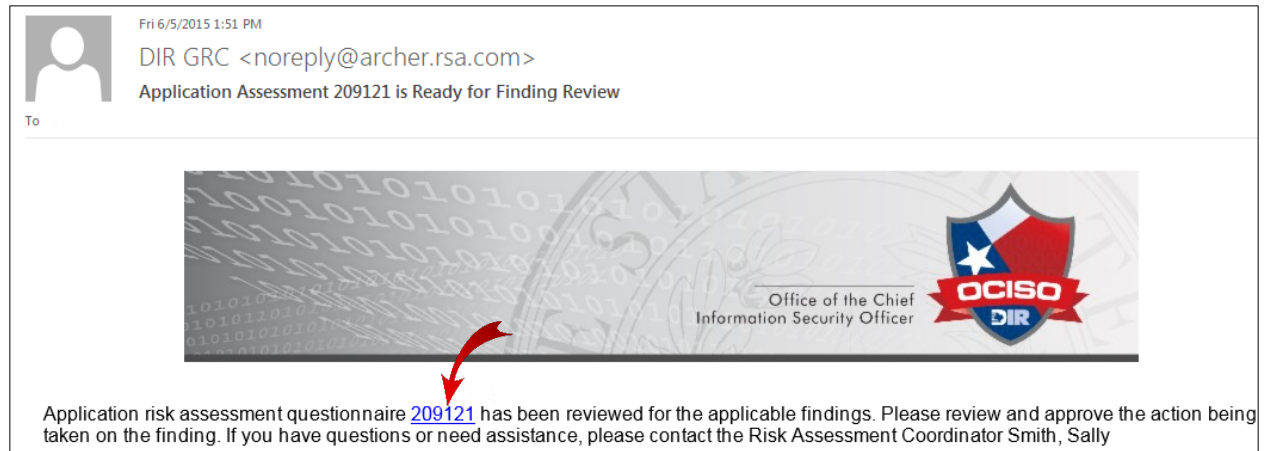 Fri 6/5/2015 1:51 PM
DIR GRC <noreply@archer.rsa.com>
Application Assessment 209121 is Ready for Finding Review
To
Office of the Chief
Information Security Officer
OCISO
DIR
Application risk assessment questionnaire 209121 has been reviewed for the applicable findings. Please review and approve the action being
taken on the finding. If you have questions or need assistance, please contact the Risk Assessment Coordinator Smith, Sally